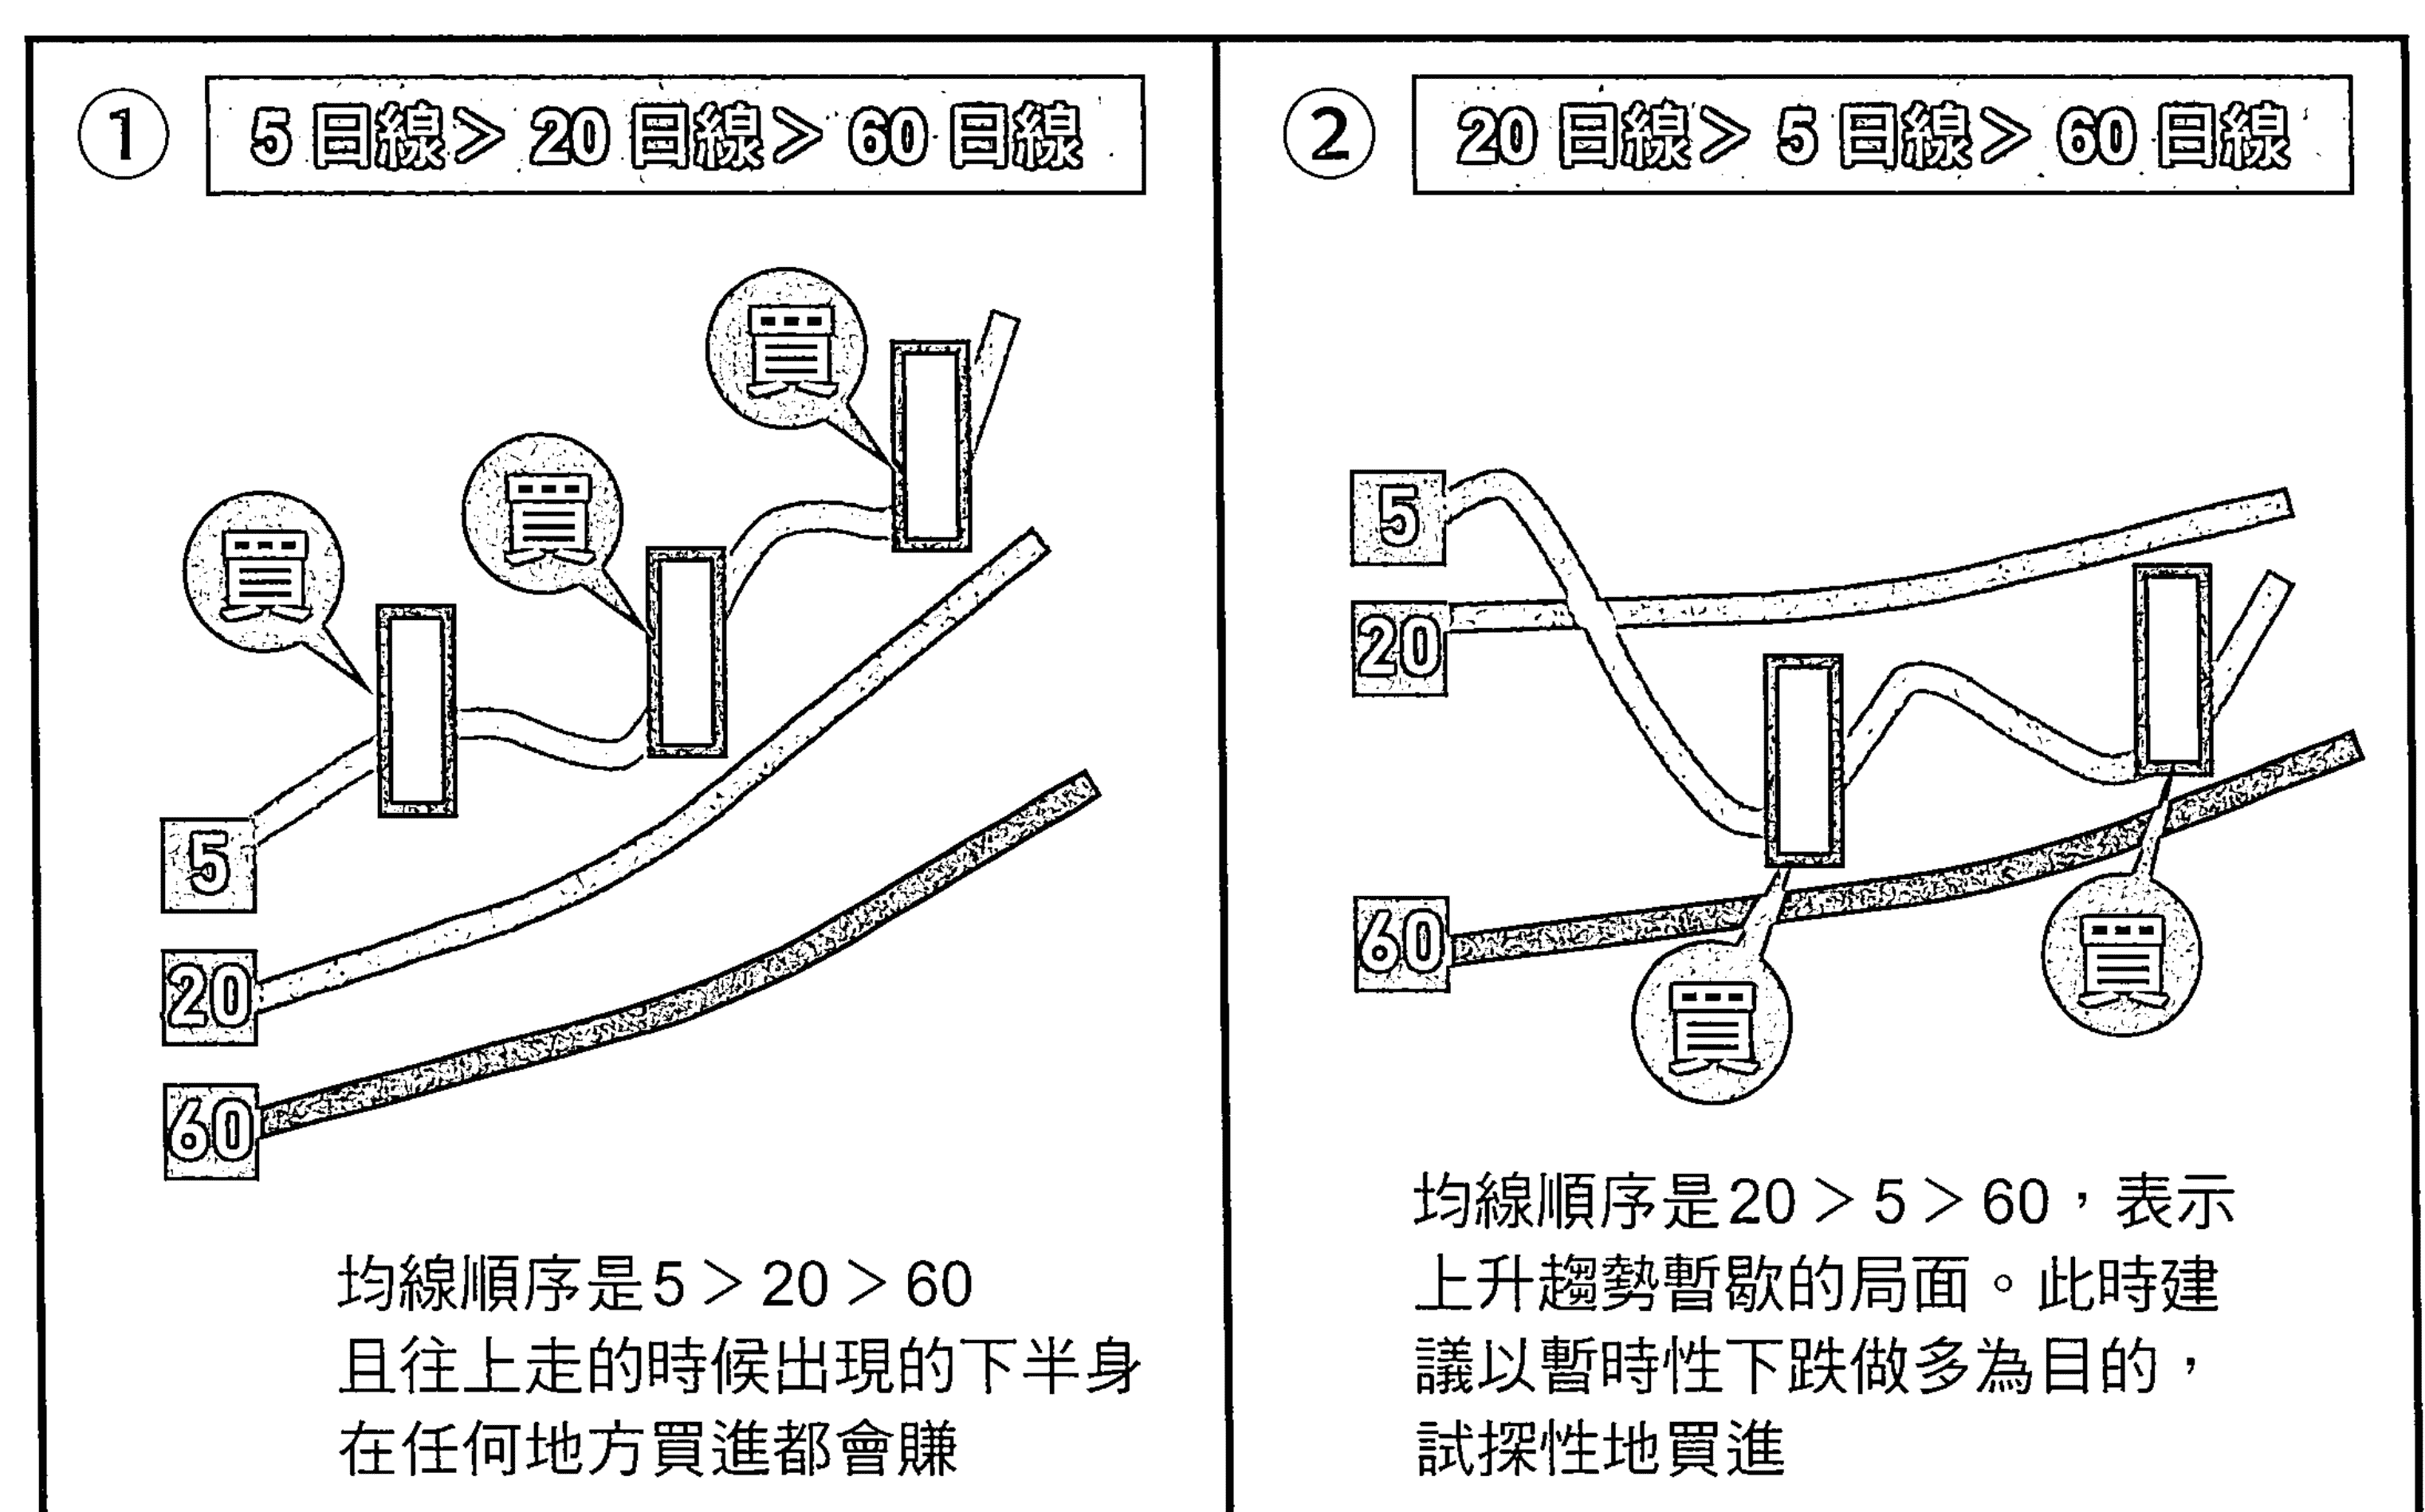 ①
5日線＞20日線＞60日線
買
買
買
5
20
60
均線順序是5＞20＞60
且往上走的時候出現的下半身
在任何地方買進都會賺
②
20日線＞5日線＞60日線
5
20
60
買
買
均線順序是20＞5＞60，表示
上升趨勢暫歇的局面。此時建
議以暫時性下跌做多為目的，
試探性地買進